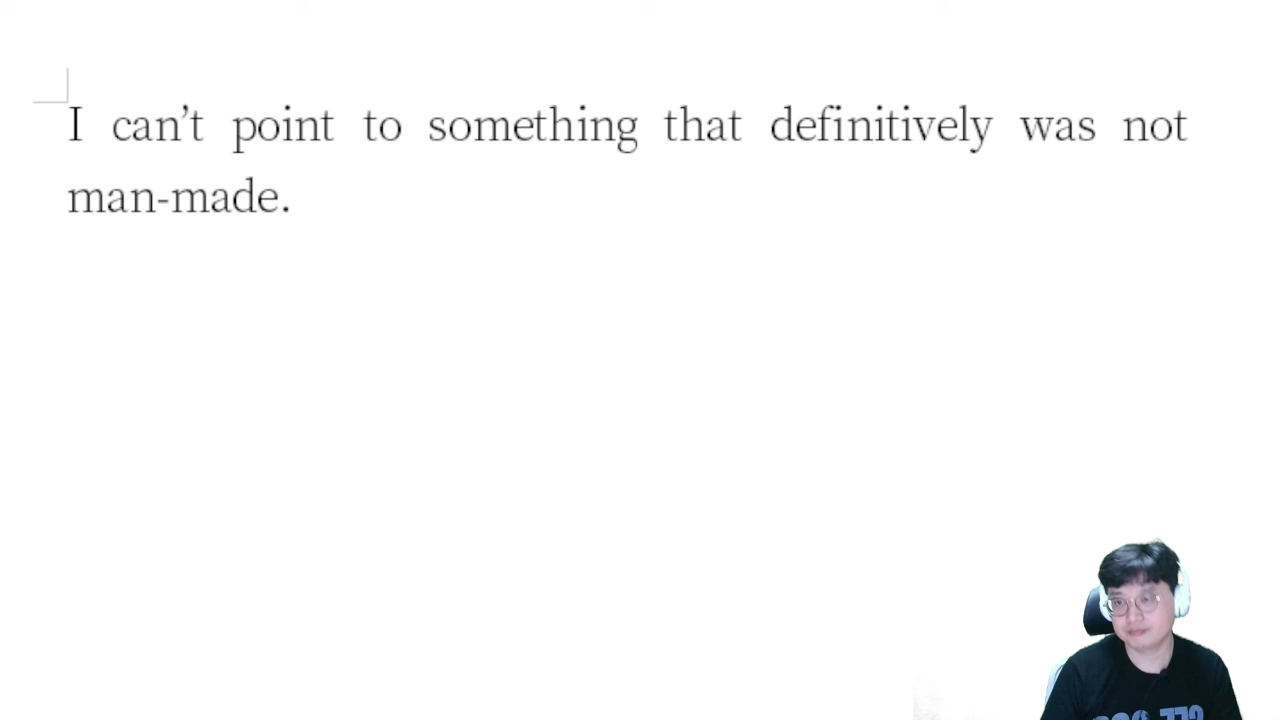 I can’t point to something that definitively was not
man-made.